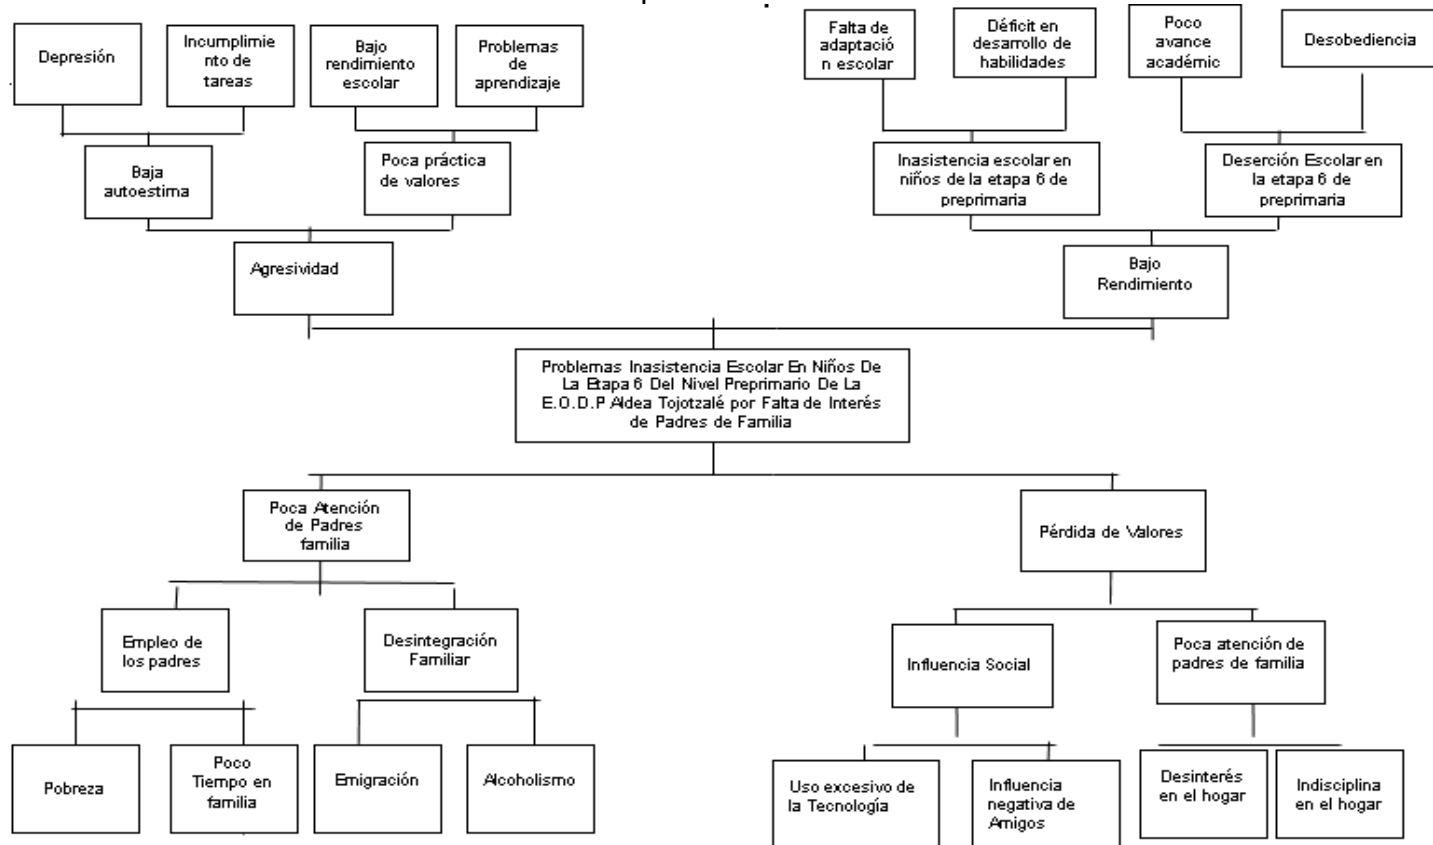 Depresión
Incumplimie
nto de
tareas
Bajo
rendimiento
escolar
Problemas
de
aprendizaje
Falta de
adaptació
n escolar
Déficit en
desarrollo de
habilidades
Poco
avance
académic
Desobediencia
Baja
autoestima
Poca práctica
de valores
Inasistencia escolar en
niños de la etapa 6 de
preprimaria
Deserción Escolar en
la etapa 6 de
preprimaria
Agresividad
Bajo
Rendimiento
Problemas Inasistencia Escolar En Niños De
La Etapa 6 Del Nivel Preprimario De La
E.O.D.P Aldea Tojotzalé por Falta de Interés
de Padres de Familia
Poca Atención
de Padres
familia
Pérdida de Valores
Empleo de
los padres
Desintegración
Familiar
Influencia Social
Poca atención de
padres de familia
Pobreza
Poco
Tiempo en
familia
Emigración
Alcoholismo
Uso excesivo de
la Tecnología
Influencia
negativa de
Amigos
Desinterés
en el hogar
Indisciplina
en el hogar